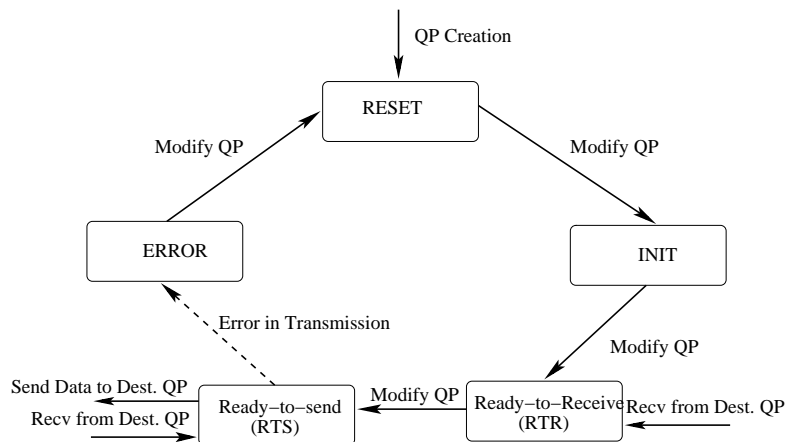 QP Creation
RESET
Modify QP
Modify QP
ERROR
INIT
Error in Transmission
Modify QP
Send Data to Dest. QP
Recv from Dest. QP
Ready−to−send
(RTS)
Modify QP
Ready−to−Receive
(RTR)
Recv from Dest. QP